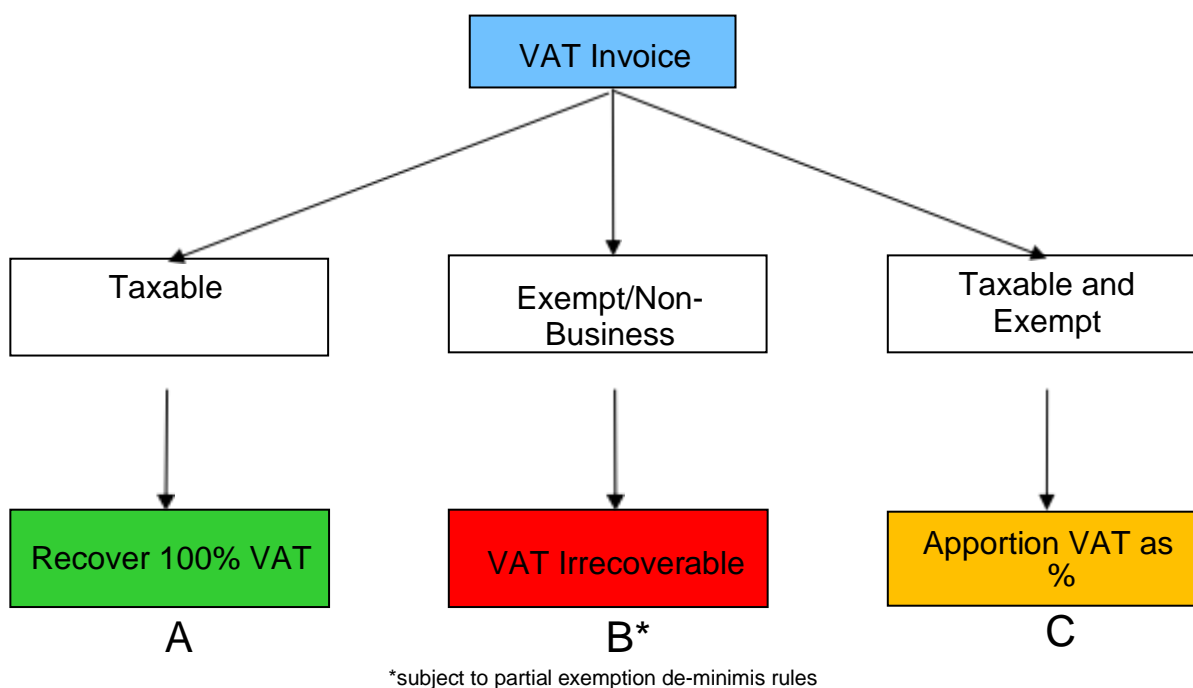 VAT Invoice
Taxable
Exempt/Non-
Business
Taxable and
Exempt
Recover 100% VAT
VAT Irrecoverable
Apportion VAT as
%
A
B*
C
*subject to partial exemption de-minimis rules